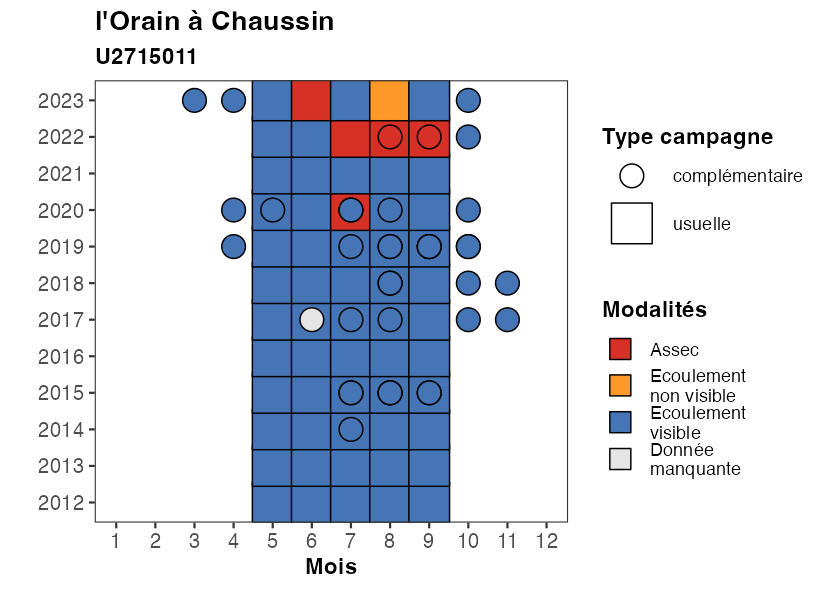 l'Orain à Chaussin
U2715011
2023
2022
2021
2020
2019
2018
2017
2016
2015
2014
2013
2012
1 2 3 4 5 6 7 8 9 10 11 12
Mois
Type campagne
complémentaire
usuelle
Modalités
Assec
Ecoulement
non visible
Ecoulement
visible
Donnée
manquante